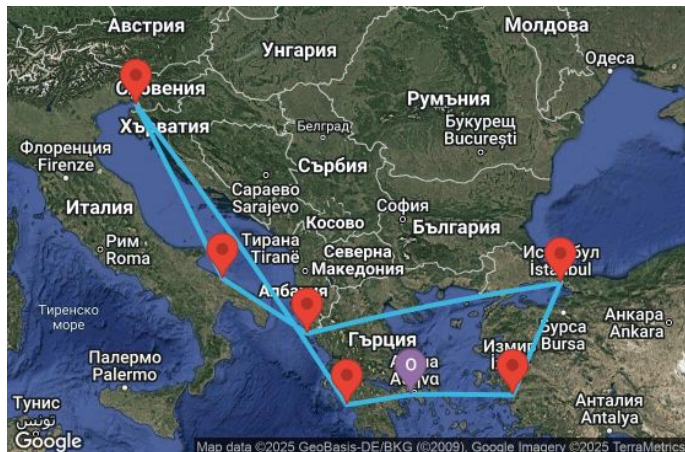 Австрия
Молдова
Унгария
Одеса
Словения
Румъния
Хърватия
Белград
Букурещ
București
Флоренция
Firenze
Сърбия
Сараево
Sarajevo
Италия
София
Косово
България
Рим
Roma
Тирана
Tiranë
Северна
Македония
Истанбул
İstanbul
Албания
Анкара
Ankara
Тиренско
море
Бурса
Bursa
Гърция
Измир
Палермо
Palermo
O
Анталия
Antalya
Тунис
تونس
Google
Map data ©2025 GeoBasis-DE/BKG (©2009), Google Imagery ©2025 TerraMetrics